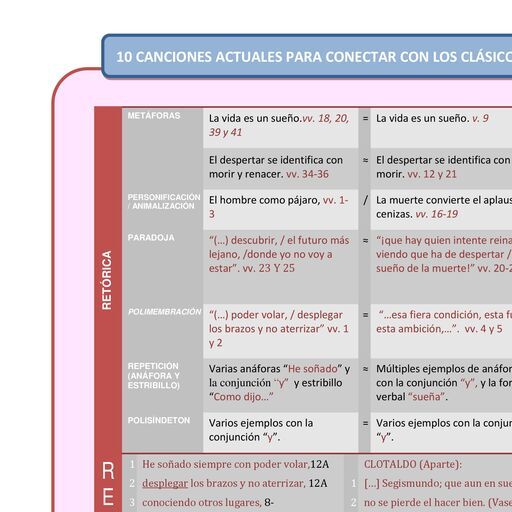 10 CANCIONES ACTUALES PARA CONECTAR CON LOS CLÁSICO
RETÓRICA
METÁFORAS
La vida es un sueño.vv. 18, 20,
39 y 41
=
La vida es un sueño. v. 9
El despertar se identifica con
morir y renacer. vv. 34-36
≈
El despertar se identifica con
morir. vv. 12 y 21
PERSONIFICACIÓN
/ ANIMALIZACIÓN
El hombre como pájaro, vv. 1-
3
/
La muerte convierte el aplaus
cenizas. vv. 16-19
PARADOJA
“(…) descubrir, / el futuro más
lejano, /donde yo no voy a
estar”. vv. 23 Y 25
≈
“¡que hay quien intente reina
viendo que ha de despertar /
sueño de la muerte!” vv. 20-2
POLIMEMBRACIÓN
“(…) poder volar, / desplegar
los brazos y no aterrizar” vv. 1
y 2
=
“…esa fiera condición, esta fu
esta ambición,…”. vv. 4 y 5
REPETICIÓN
(ANÁFORA Y
ESTRIBILLO)
Varias anáforas “He soñado” y
la conjunción “y” y estribillo
“Como dijo…”
≈
Múltiples ejemplos de anáfor
con la conjunción “y”, y la for
verbal “sueña”.
POLISÍNDETON
Varios ejemplos con la
conjunción “y”.
=
Varios ejemplos con la conjun
“y”.
R
E
1 He soñado siempre con poder volar,12A
2 desplegar los brazos y no aterrizar, 12A
3 conociendo otros lugares, 8-
CLOTALDO (Aparte):
1 […] Segismundo; que aun en sue
2 no se pierde el hacer bien. (Vase